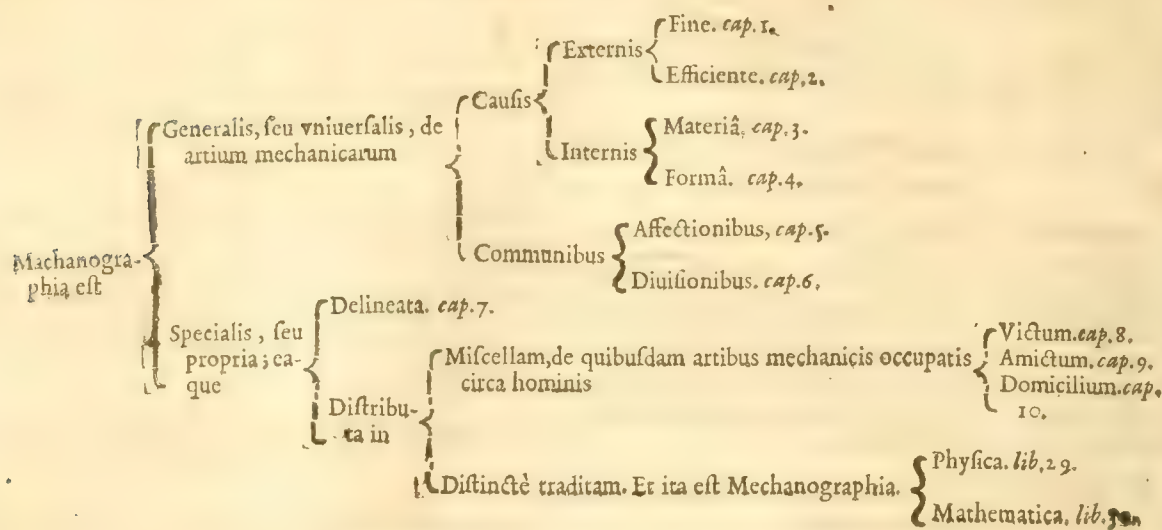 Machanogra-
phia est
Generalis, ſeu vniuerſalis, de
artium mechanicarum
Cauſis
Externis
Fine. cap. 1.
Efficiente. cap. 2.
Internis
Materiâ. cap. 3.
Formâ. cap. 4.
Communibus
Affectionibus, cap. 5.
Diuiſionibus. cap. 6.
Specialis, ſeu
propria; ea-
que
Delineata. cap. 7.
Diſtribu-
ta in
Miſcellam, de quibuſdam artibus mechanicis occupatis
circa hominis
Victum. cap. 8.
Amictum. cap. 9.
Domicilium. cap.
10.
Diſtinctè traditam. Et ita eſt Mechanographia.
Phyſica. lib. 29.
Mathematica. lib.